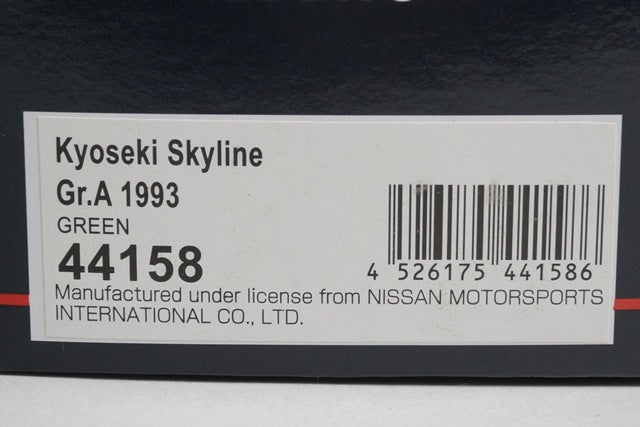 Kyoseki Skyline
Gr.A 1993
GREEN
44158
4 526175 441586
Manufactured under license from NISSAN MOTORSPORTS
INTERNATIONAL CO., LTD.